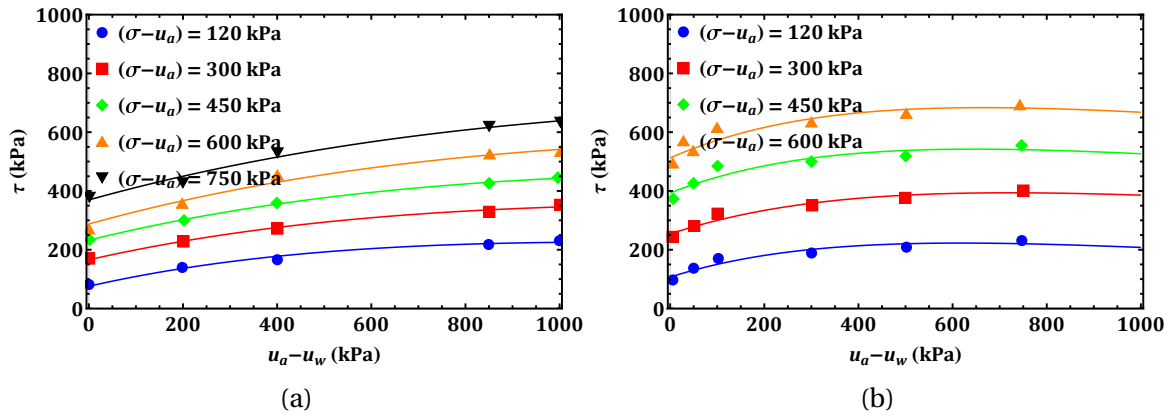 1000
800
600
400
200
0
τ (kPa)
(σ−uₐ) = 120 kPa
(σ−uₐ) = 300 kPa
(σ−uₐ) = 450 kPa
(σ−uₐ) = 600 kPa
(σ−uₐ) = 750 kPa
0 200 400 600 800 1000
uₐ−u_w (kPa)
(a)
1000
800
600
400
200
0
τ (kPa)
(σ−uₐ) = 120 kPa
(σ−uₐ) = 300 kPa
(σ−uₐ) = 450 kPa
(σ−uₐ) = 600 kPa
0 200 400 600 800 1000
uₐ−u_w (kPa)
(b)